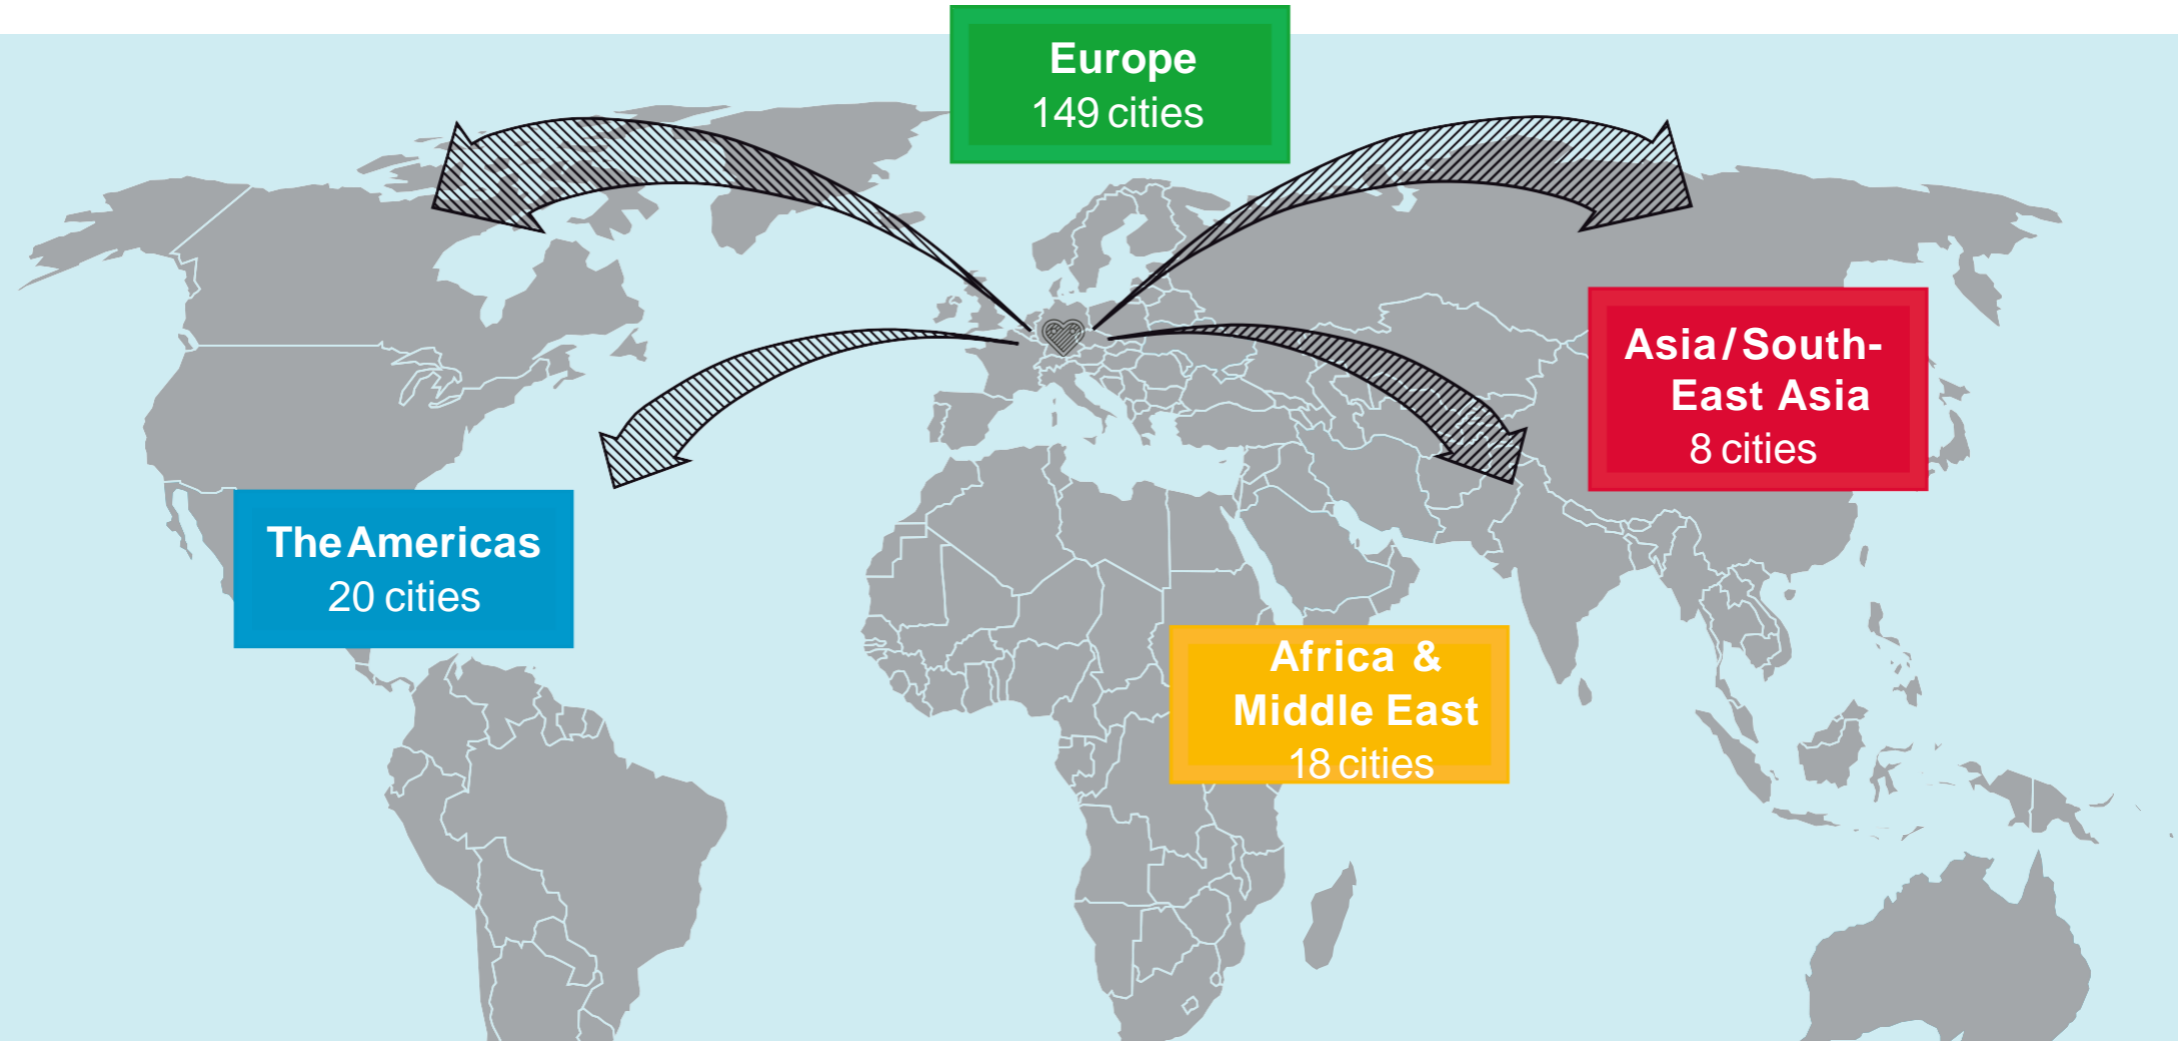 Europe
149 cities
Asia/South-
East Asia
8 cities
The Americas
20 cities
Africa &
Middle East
18 cities